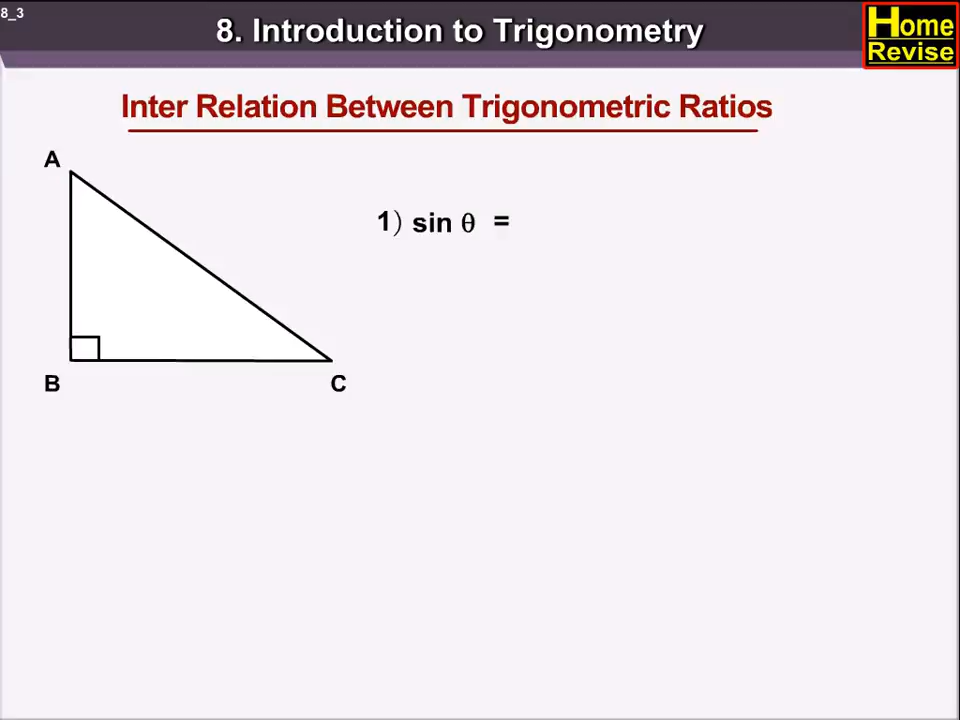 8_3
8. Introduction to Trigonometry
Home
Revise
Inter Relation Between Trigonometric Ratios
A
1) sin θ =
B
C